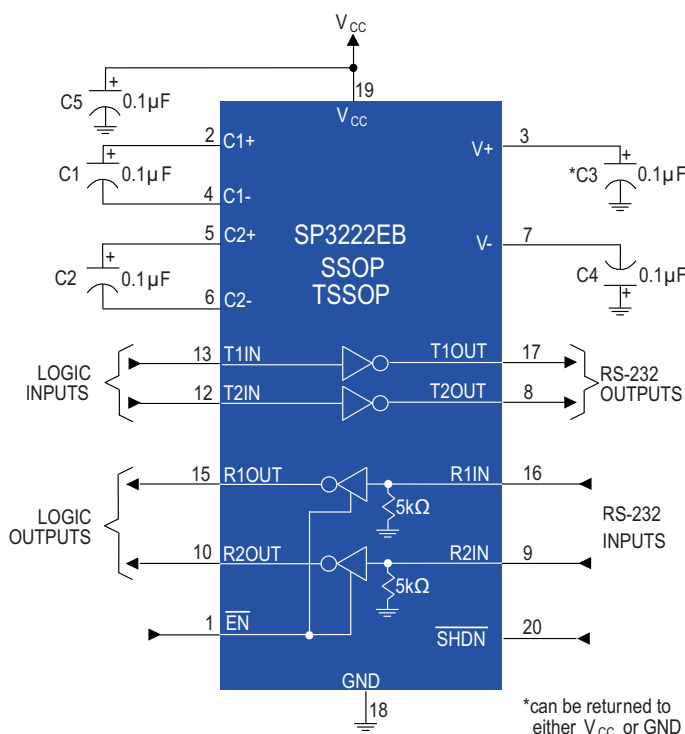 V CC
19
C5
+
0.1µF
V CC
2
C1+
C1
+
0.1µF
4
C1-
5
C2+
C2
+
0.1µF
6
C2-
V+
3
*C3
+
0.1µF
V-
7
C4
0.1µF
+
SP3222EB
SSOP
TSSOP
LOGIC
INPUTS
13
T1IN
T1OUT
17
12
T2IN
T2OUT
8
RS-232
OUTPUTS
LOGIC
OUTPUTS
15
R1OUT
R1IN
16
5kΩ
10
R2OUT
R2IN
9
5kΩ
RS-232
INPUTS
1
EN
SHDN
20
GND
18
*can be returned to
either V CC or GND